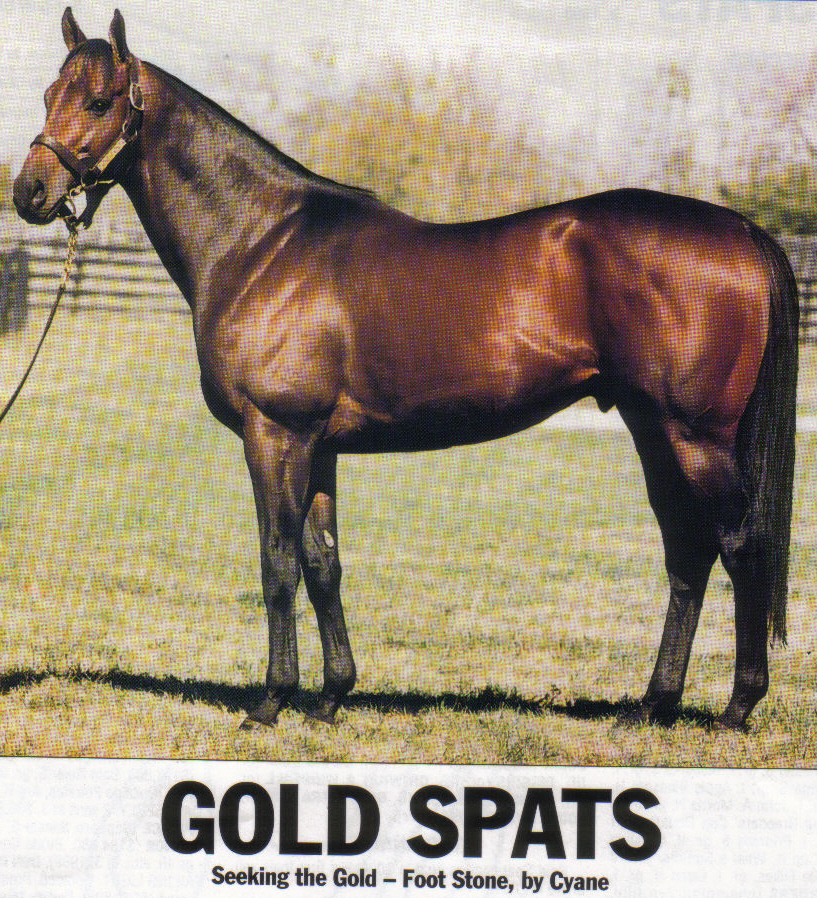 GOLD SPATS
Seeking the Gold – Foot Stone, by Cyane